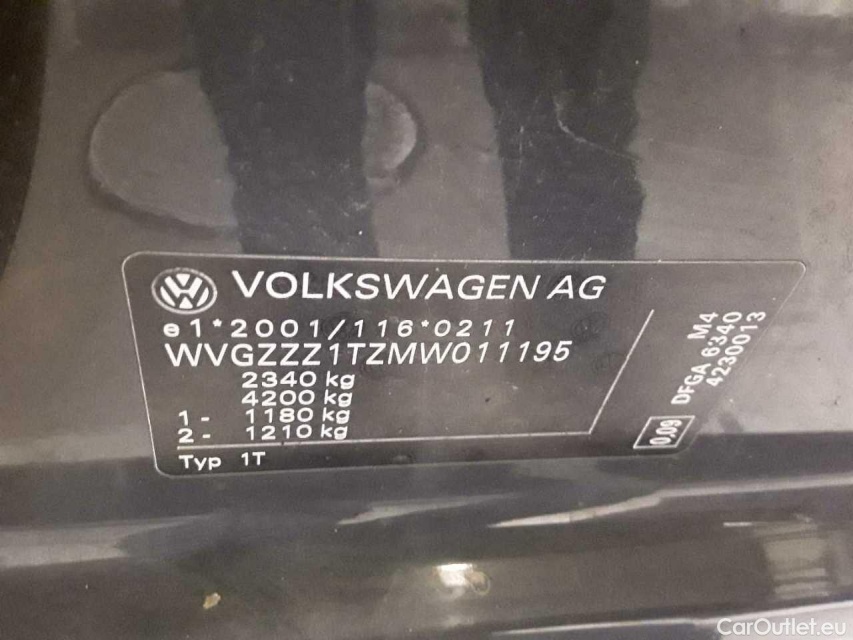 VOLKSWAGEN AG
e1*2001/116*0211
WVGZZZ1TZMW011195
2340 kg
4200 kg
1 - 1180 kg
2 - 1210 kg
Typ 1T
M4
DFGA 6340
4230013
0,09
CarOutlet.eu